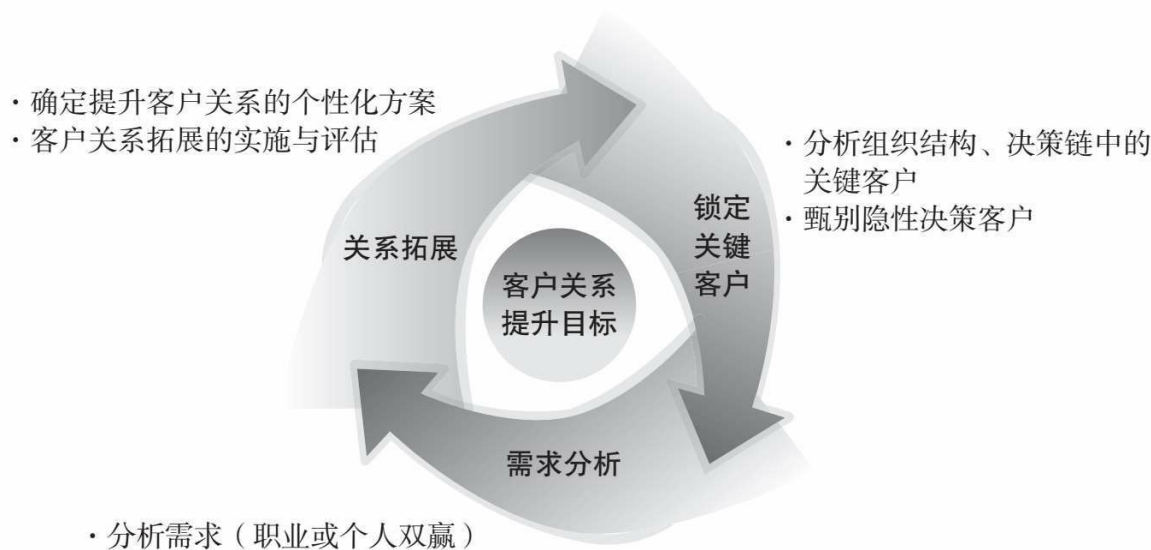 · 确定提升客户关系的个性化方案
· 客户关系拓展的实施与评估
· 分析组织结构、决策链中的
关键客户
· 甄别隐性决策客户
关系拓展
锁定
关键
客户
客户关系
提升目标
需求分析
· 分析需求（职业或个人双赢）